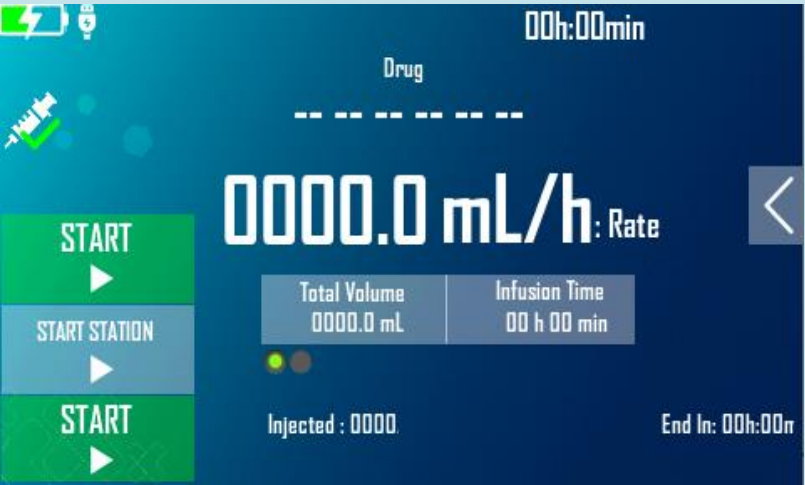 00h:00min
Drug
-- -- -- -- -- --
0000.0 mL/h : Rate
START
Total Volume
0000.0 mL
Infusion Time
00 h 00 min
START STATION
START
Injected : 0000.
End In: 00h:00m